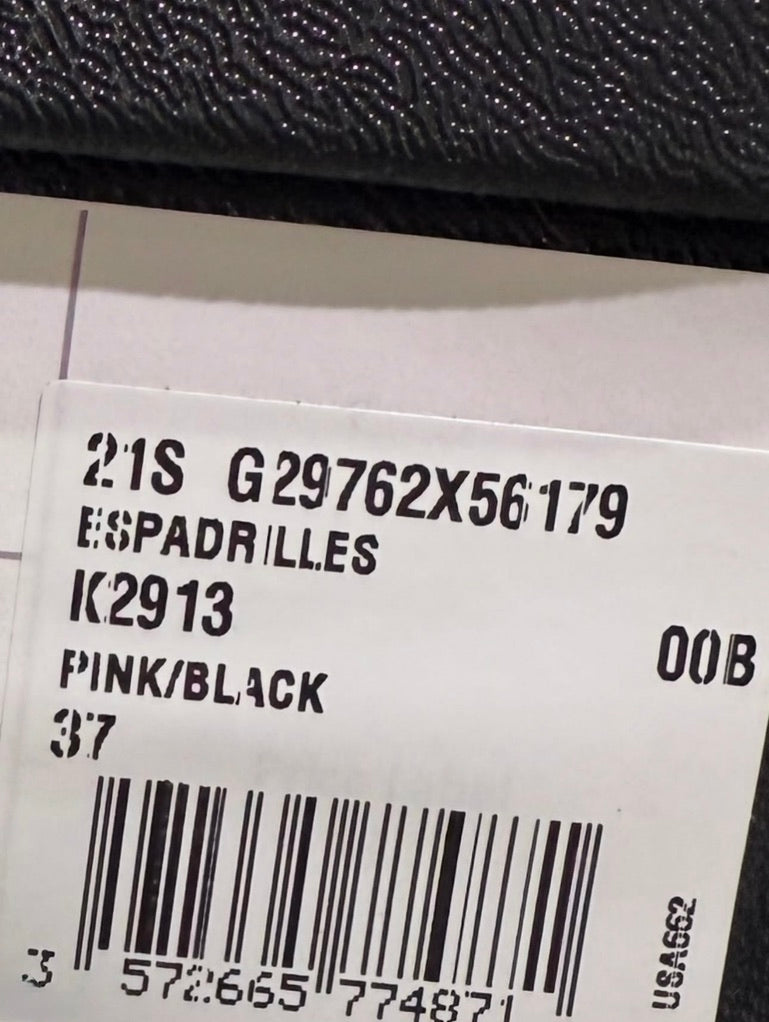 21S G29762X56179
ESPADRILLES
K2913
00B
PINK/BLACK
37
3 572665 774871
USA662